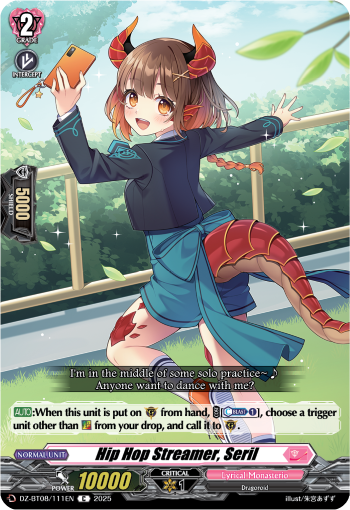 2
GRADE
INTERCEPT
5000
SHIELD
I'm in the middle of some solo practice~♪
Anyone want to dance with me?
AUTO:When this unit is put on R from hand, COST [C-BLAST 1], choose a trigger
unit other than from your drop, and call it to R.
NORMAL UNIT
Hip Hop Streamer, Seril
Lyrical Monasterio
POWER 10000 CRITICAL 1
Dragonoid
D DZ-BT08/111EN C 2025 illust/朱宮あずず